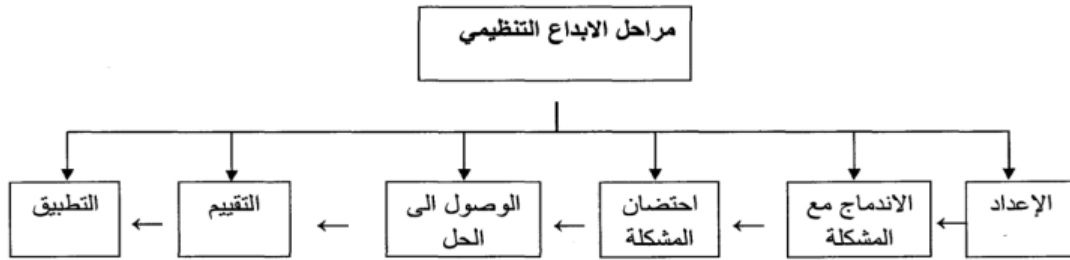 مراحل الابداع التنظيمي
الإعداد
الاندماج مع
المشكلة
احتضان
المشكلة
الوصول الى
الحل
التقييم
التطبيق